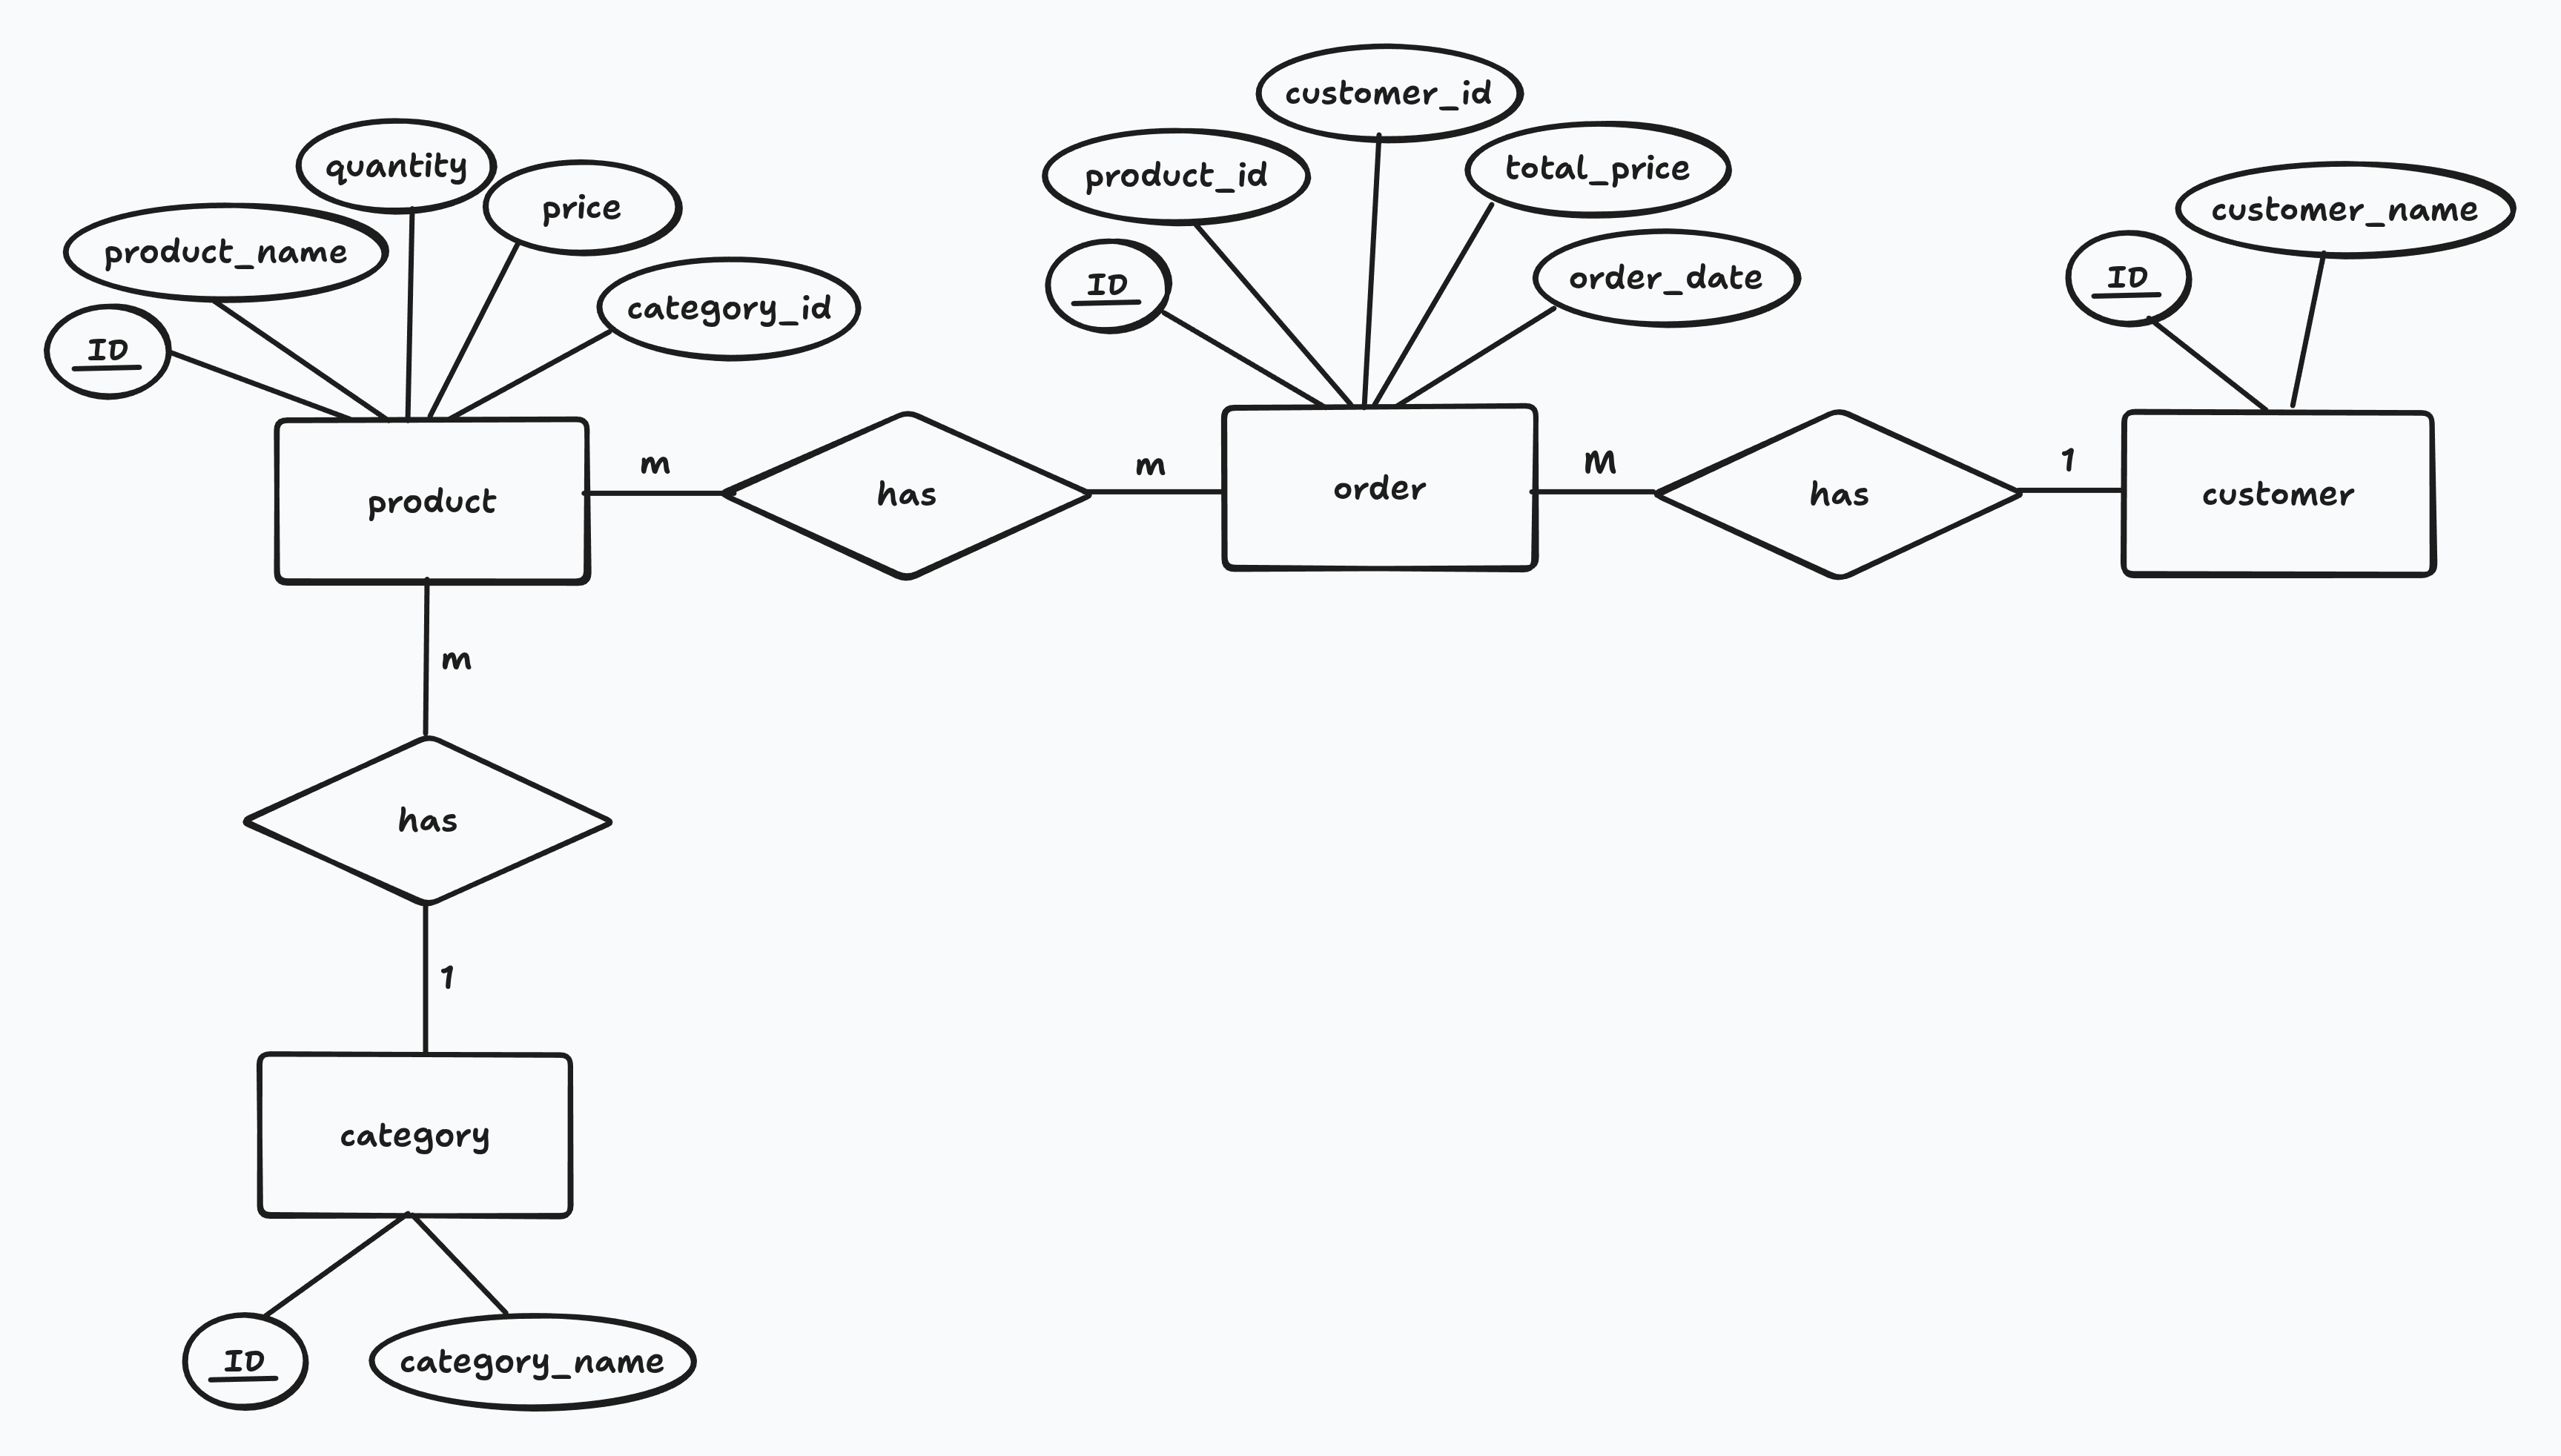 customer_id
quantity
product_id
total_price
price
customer_name
product_name
order_date
ID
ID
category_id
ID
m
m
M
1
product
has
order
has
customer
m
has
1
category
ID
category_name